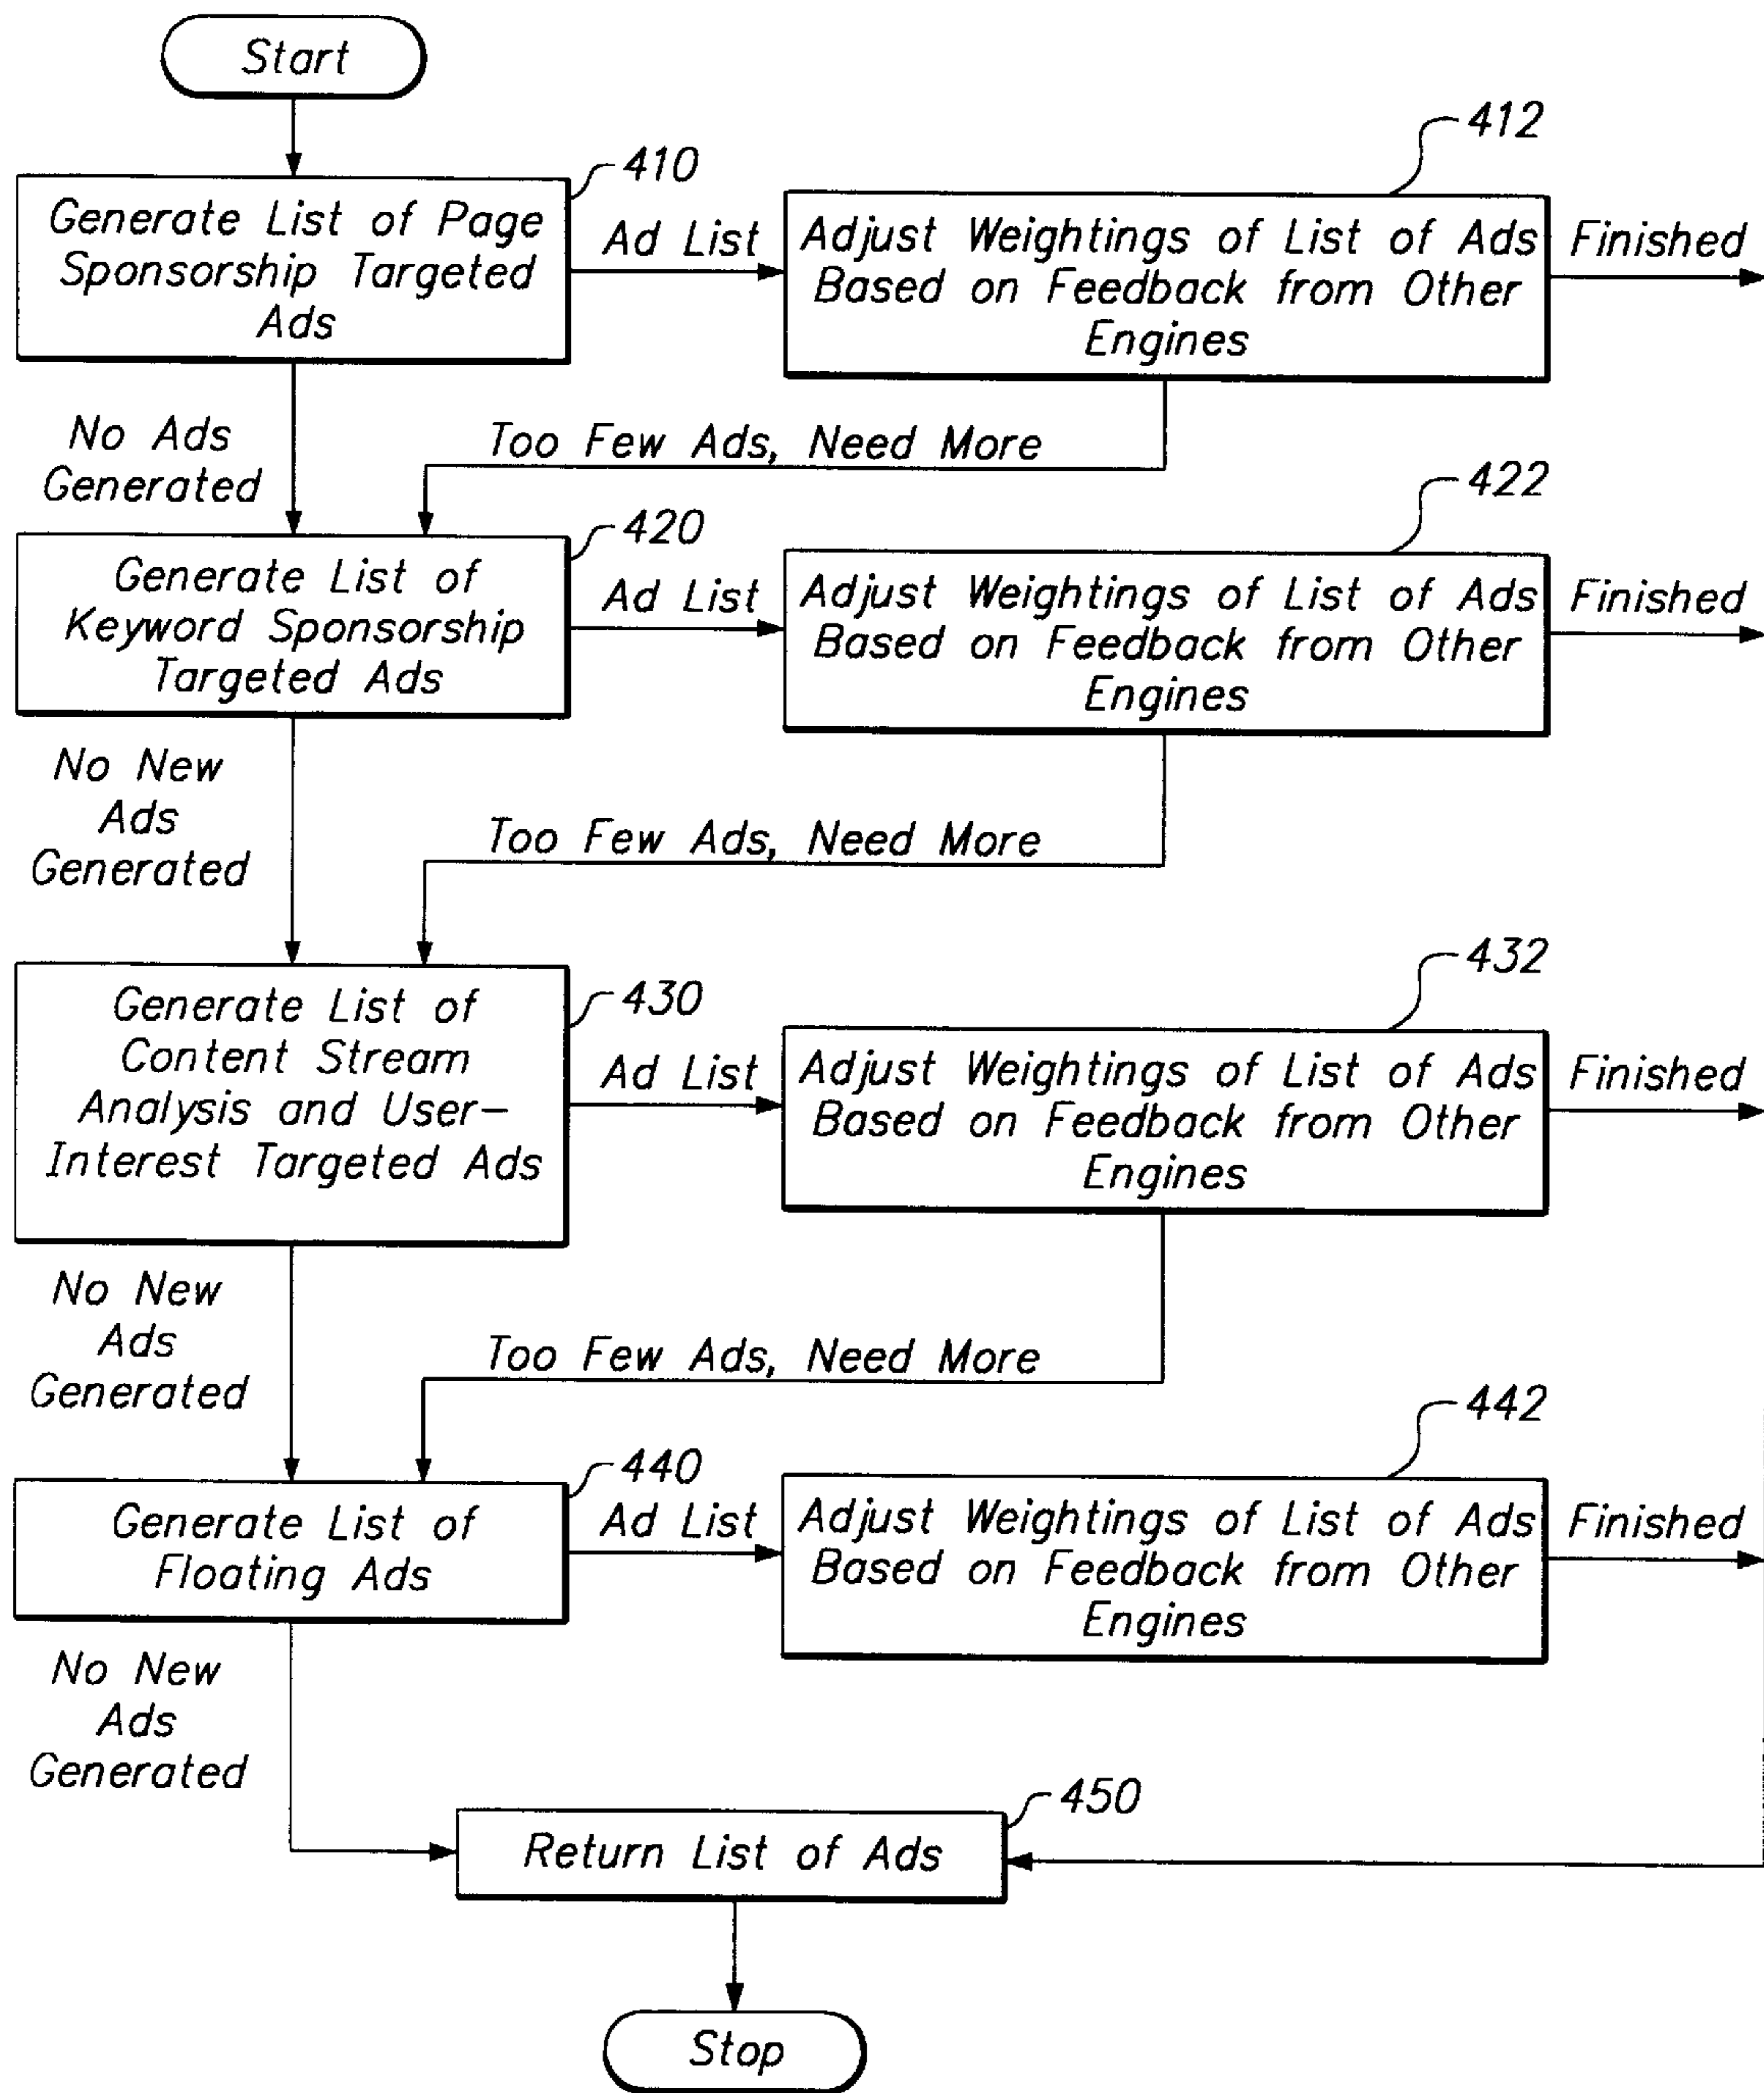 Start
410
412
Generate List of Page
Sponsorship Targeted
Ads
Ad List
Adjust Weightings of List of Ads
Based on Feedback from Other
Engines
Finished
No Ads
Generated
Too Few Ads, Need More
420
422
Generate List of
Keyword Sponsorship
Targeted Ads
Ad List
Adjust Weightings of List of Ads
Based on Feedback from Other
Engines
Finished
No New
Ads
Generated
Too Few Ads, Need More
430
432
Generate List of
Content Stream
Analysis and User-
Interest Targeted Ads
Ad List
Adjust Weightings of List of Ads
Based on Feedback from Other
Engines
Finished
No New
Ads
Generated
Too Few Ads, Need More
440
442
Generate List of
Floating Ads
Ad List
Adjust Weightings of List of Ads
Based on Feedback from Other
Engines
Finished
No New
Ads
Generated
450
Return List of Ads
Stop